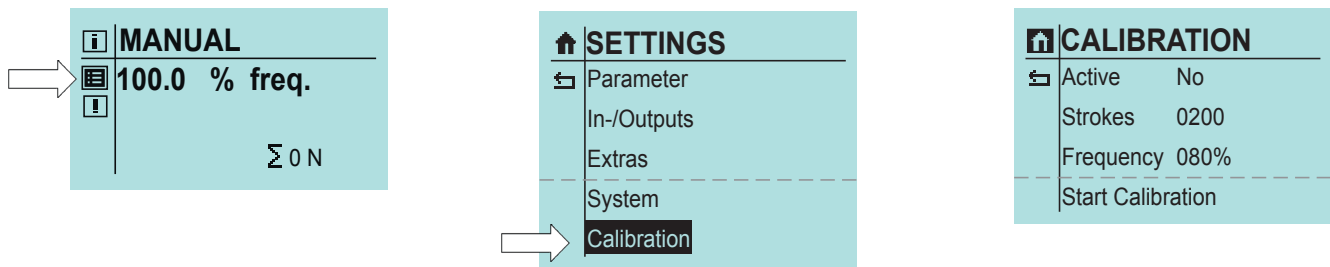 MANUAL
100.0 % freq.
Σ 0 N
SETTINGS
Parameter
In-/Outputs
Extras
System
Calibration
CALIBRATION
Active No
Strokes 0200
Frequency 080%
Start Calibration